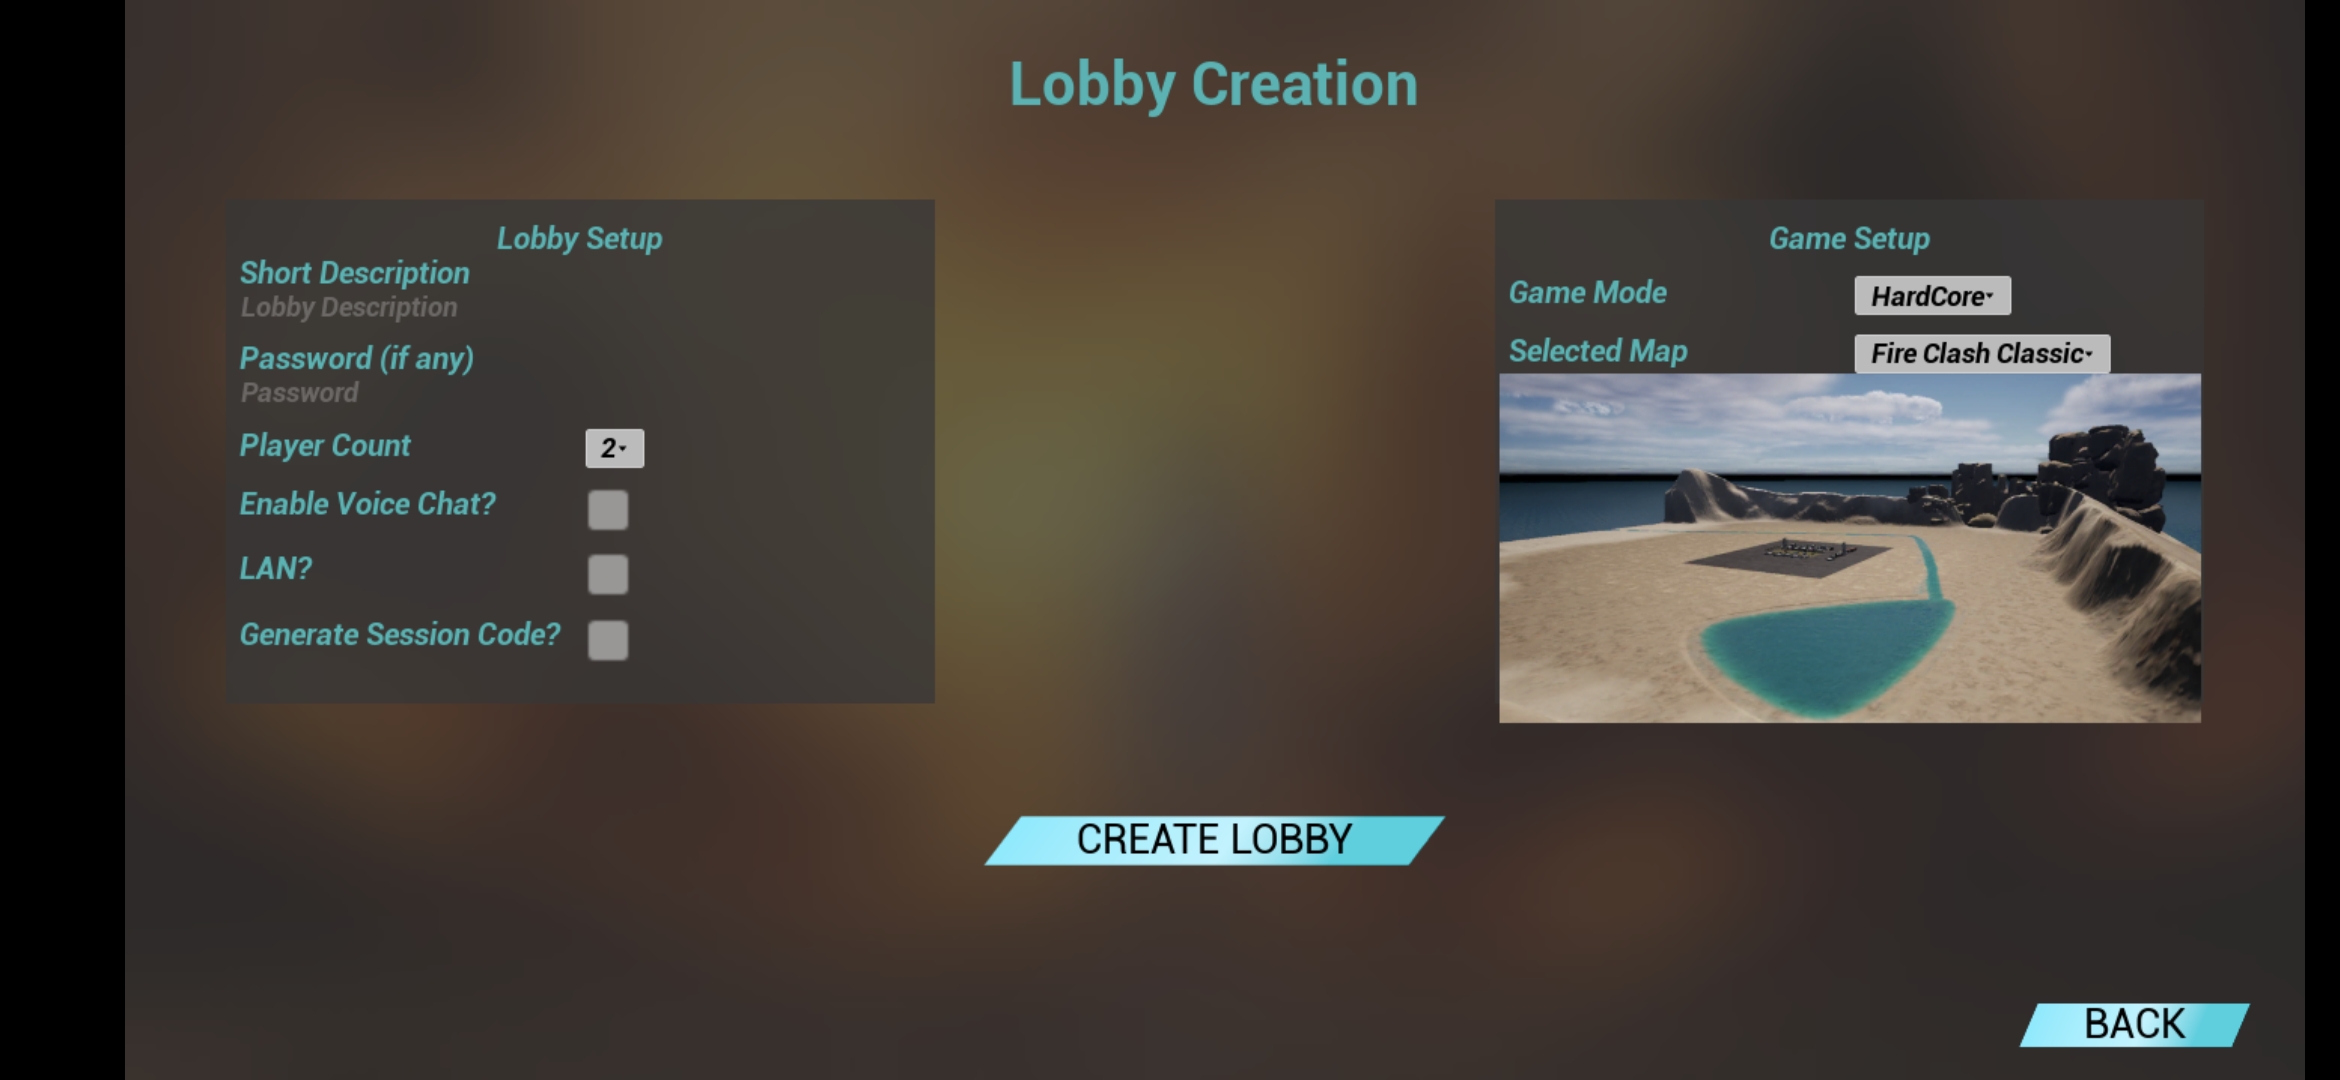 Lobby Creation
Lobby Setup
Short Description
Lobby Description
Password (if any)
Password
Player Count
2
Enable Voice Chat?
LAN?
Generate Session Code?
Game Setup
Game Mode
HardCore
Selected Map
Fire Clash Classic
CREATE LOBBY
BACK